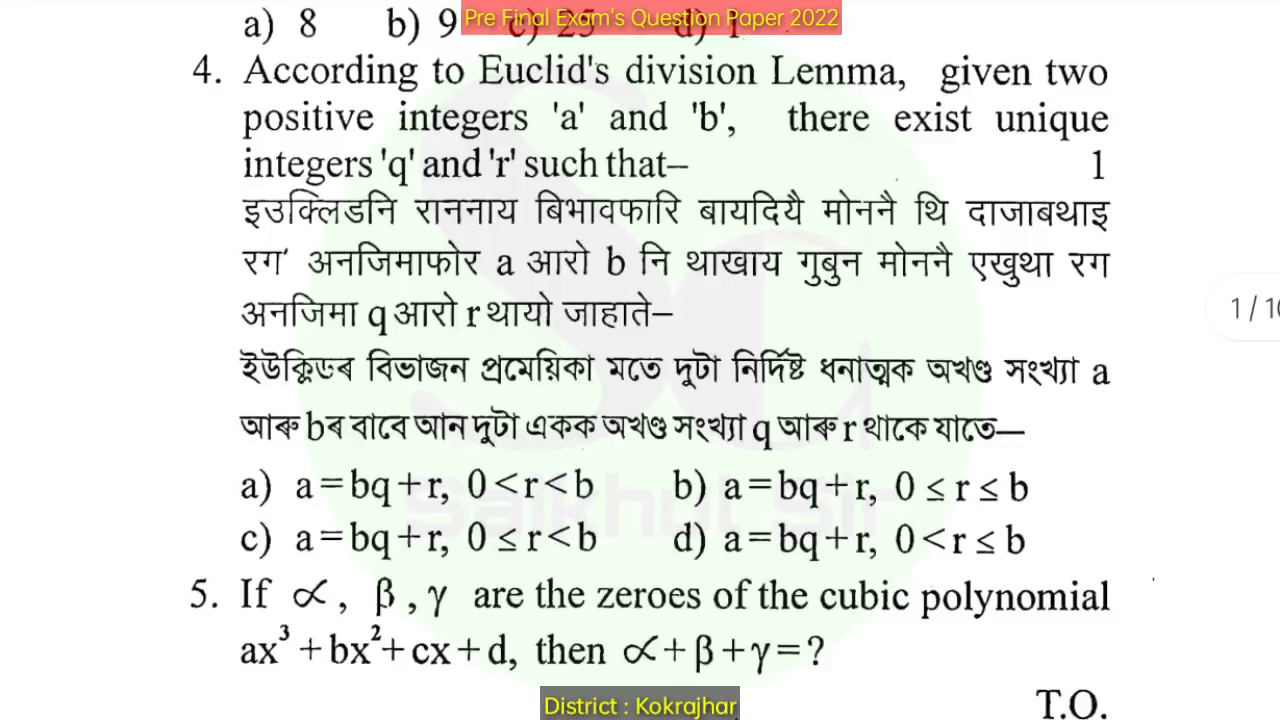 a) 8 b) 9 c) 25 d) 1
Pre Final Exam's Question Paper 2022
4. According to Euclid's division Lemma, given two
positive integers 'a' and 'b', there exist unique
integers 'q' and 'r' such that– 1
इउक्लिडनि राननाय बिभावफारि बायदियै मोननै थि दाजाबथाइ
रग' अनजिमाफोर a आरो b नि थाखाय गुबुन मोननै एखुथा रग
अनजिमा q आरो r थायो जाहाते–
ইউক্লিডৰ বিভাজন প্ৰমেয়িকা মতে দুটা নিৰ্দিষ্ট ধনাত্মক অখণ্ড সংখ্যা a
আৰু bৰ বাবে আন দুটা একক অখণ্ড সংখ্যা q আৰু r থাকে যাতে—
a) a=bq+r, 0<r<b b) a=bq+r, 0≤r≤b
c) a=bq+r, 0≤r<b d) a=bq+r, 0<r≤b
5. If ∝, β, γ are the zeroes of the cubic polynomial
ax³+bx²+cx+d, then ∝+β+γ=?
T.O.
District : Kokrajhar
1 / 10